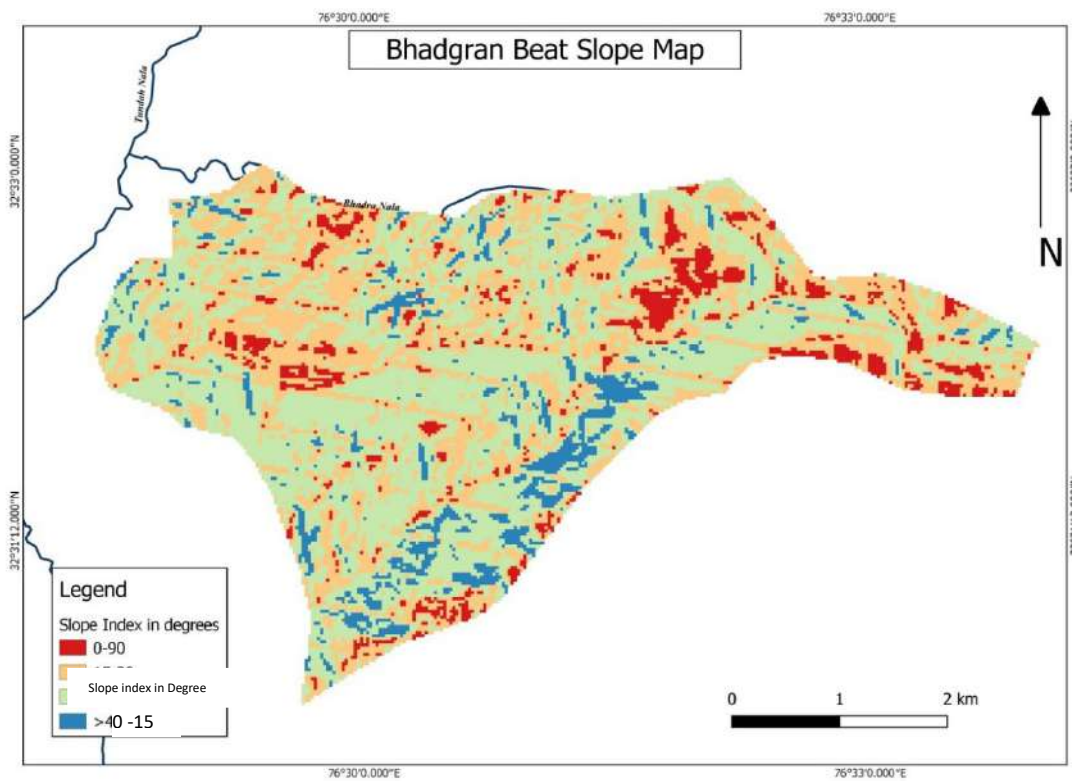 76°30'0.000"E
76°33'0.000"E
Bhadgran Beat Slope Map
Tundah Nala
32°33'0.000"N
Bhadra Nala
N
32°31'12.000"N
Legend
Slope Index in degrees
0-90
Slope index in Degree
>40 -15
0 1 2 km
76°30'0.000"E
76°33'0.000"E